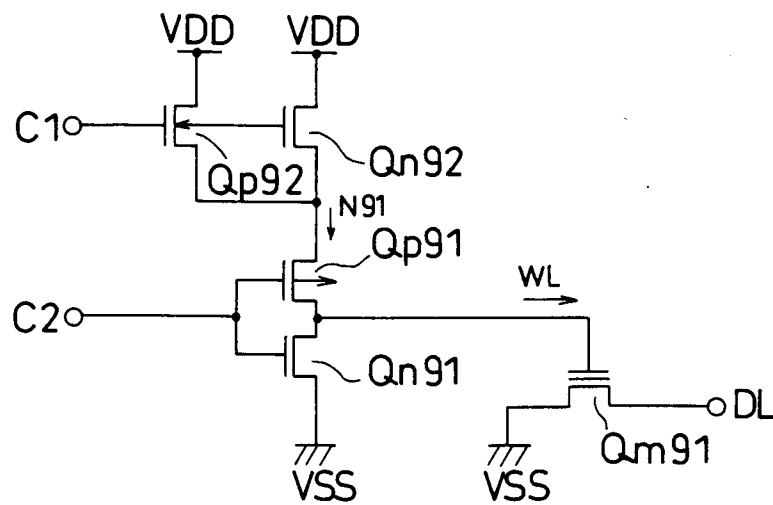 VDD VDD
C1
Qp92
Qn92
N91
Qp91
C2
Qn91
WL
DL
Qm91
VSS VSS